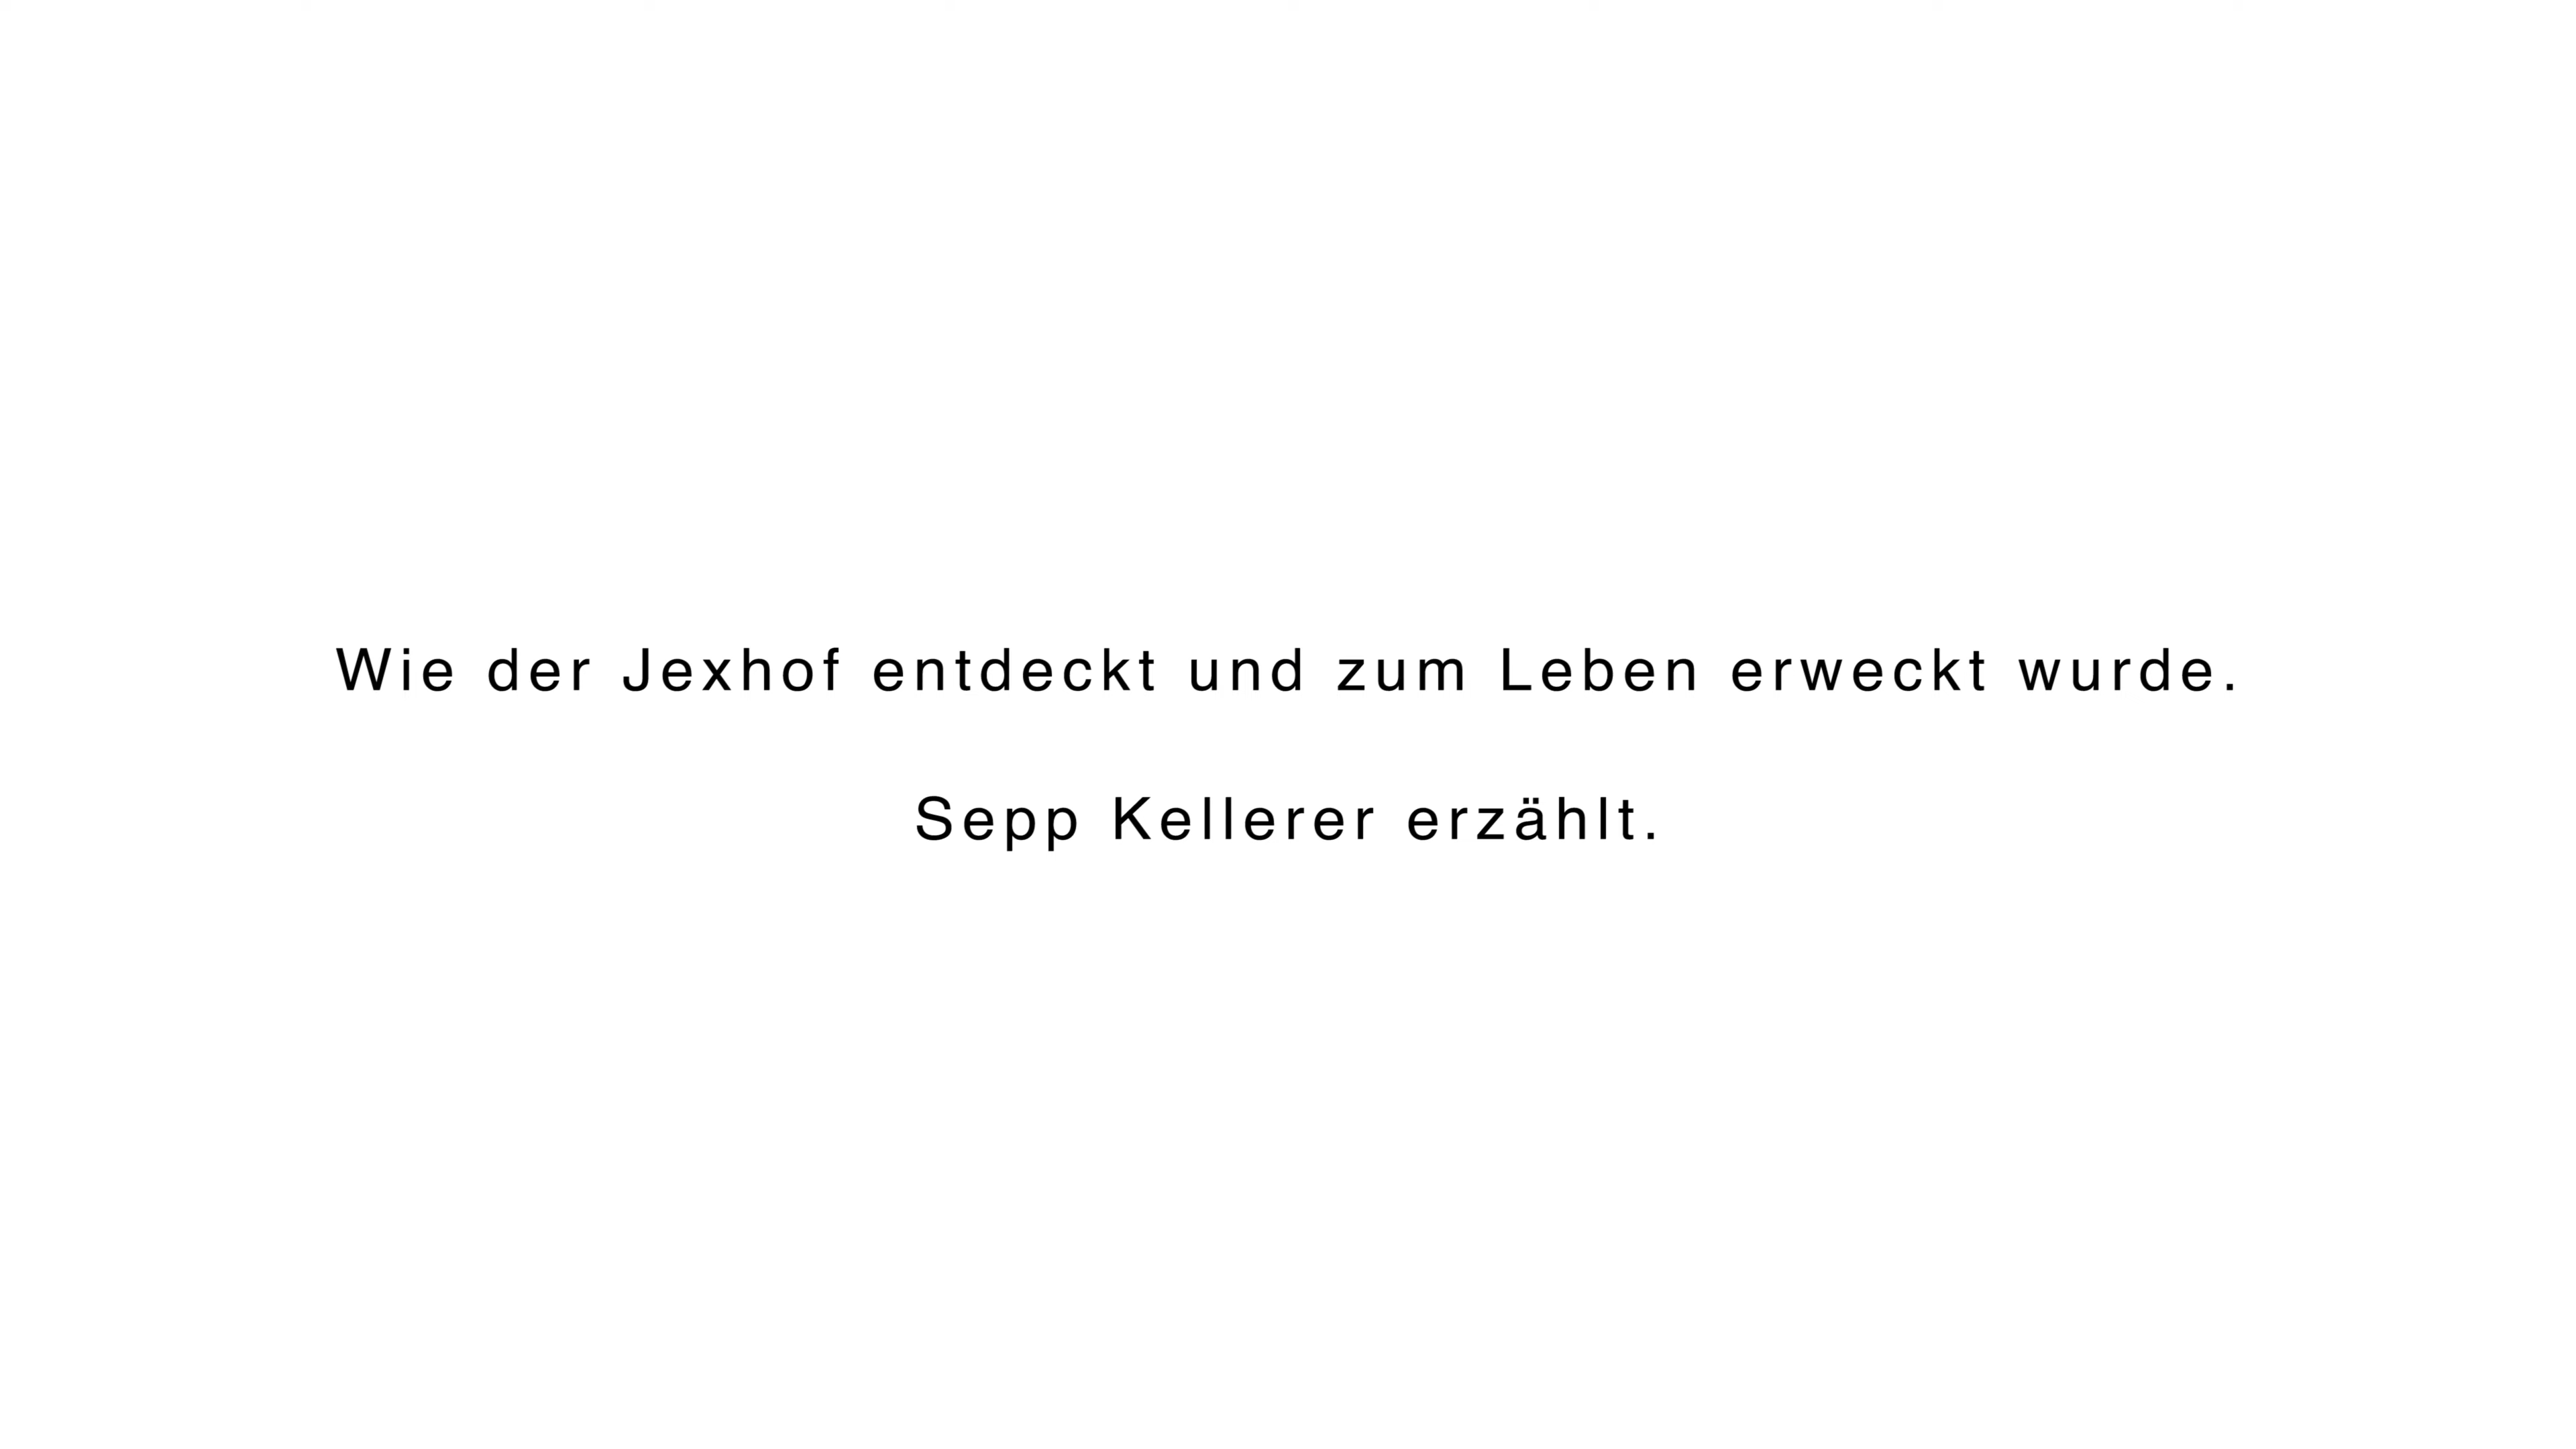 Wie der Jexhof entdeckt und zum Leben erweckt wurde.
Sepp Kellerer erzählt.